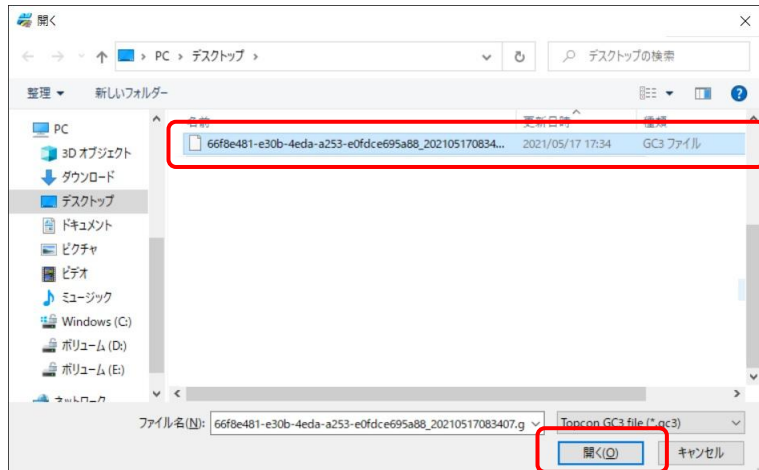 開く
PC › デスクトップ ›
デスクトップの検索
整理 新しいフォルダー
名前 更新日時 種類
PC
66f8e481-e30b-4eda-a253-e0fdce695a88_202105170834... 2021/05/17 17:34 GC3 ファイル
3D オブジェクト
ダウンロード
デスクトップ
ドキュメント
ピクチャ
ビデオ
ミュージック
Windows (C:)
ボリューム (D:)
ボリューム (E:)
ネットワーク
ファイル名(N): 66f8e481-e30b-4eda-a253-e0fdce695a88_20210517083407.g Topcon GC3 file (*.gc3)
開く(O) キャンセル